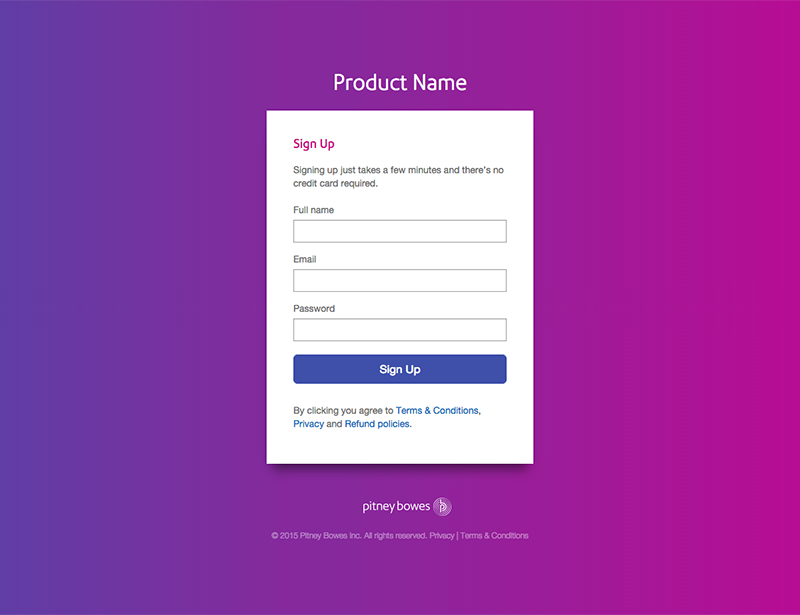 Product Name
Sign Up
Signing up just takes a few minutes and there's no
credit card required.
Full name
Email
Password
Sign Up
By clicking you agree to Terms & Conditions,
Privacy and Refund policies.
pitney bowes
© 2015 Pitney Bowes Inc. All rights reserved. Privacy | Terms & Conditions